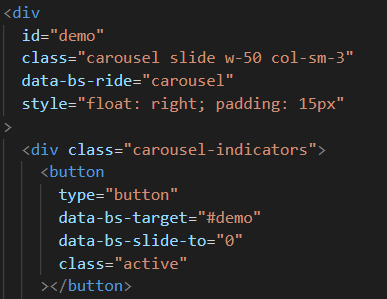 <div
id="demo"
class="carousel slide w-50 col-sm-3"
data-bs-ride="carousel"
style="float: right; padding: 15px"
>
<div class="carousel-indicators">
<button
type="button"
data-bs-target="#demo"
data-bs-slide-to="0"
class="active"
></button>